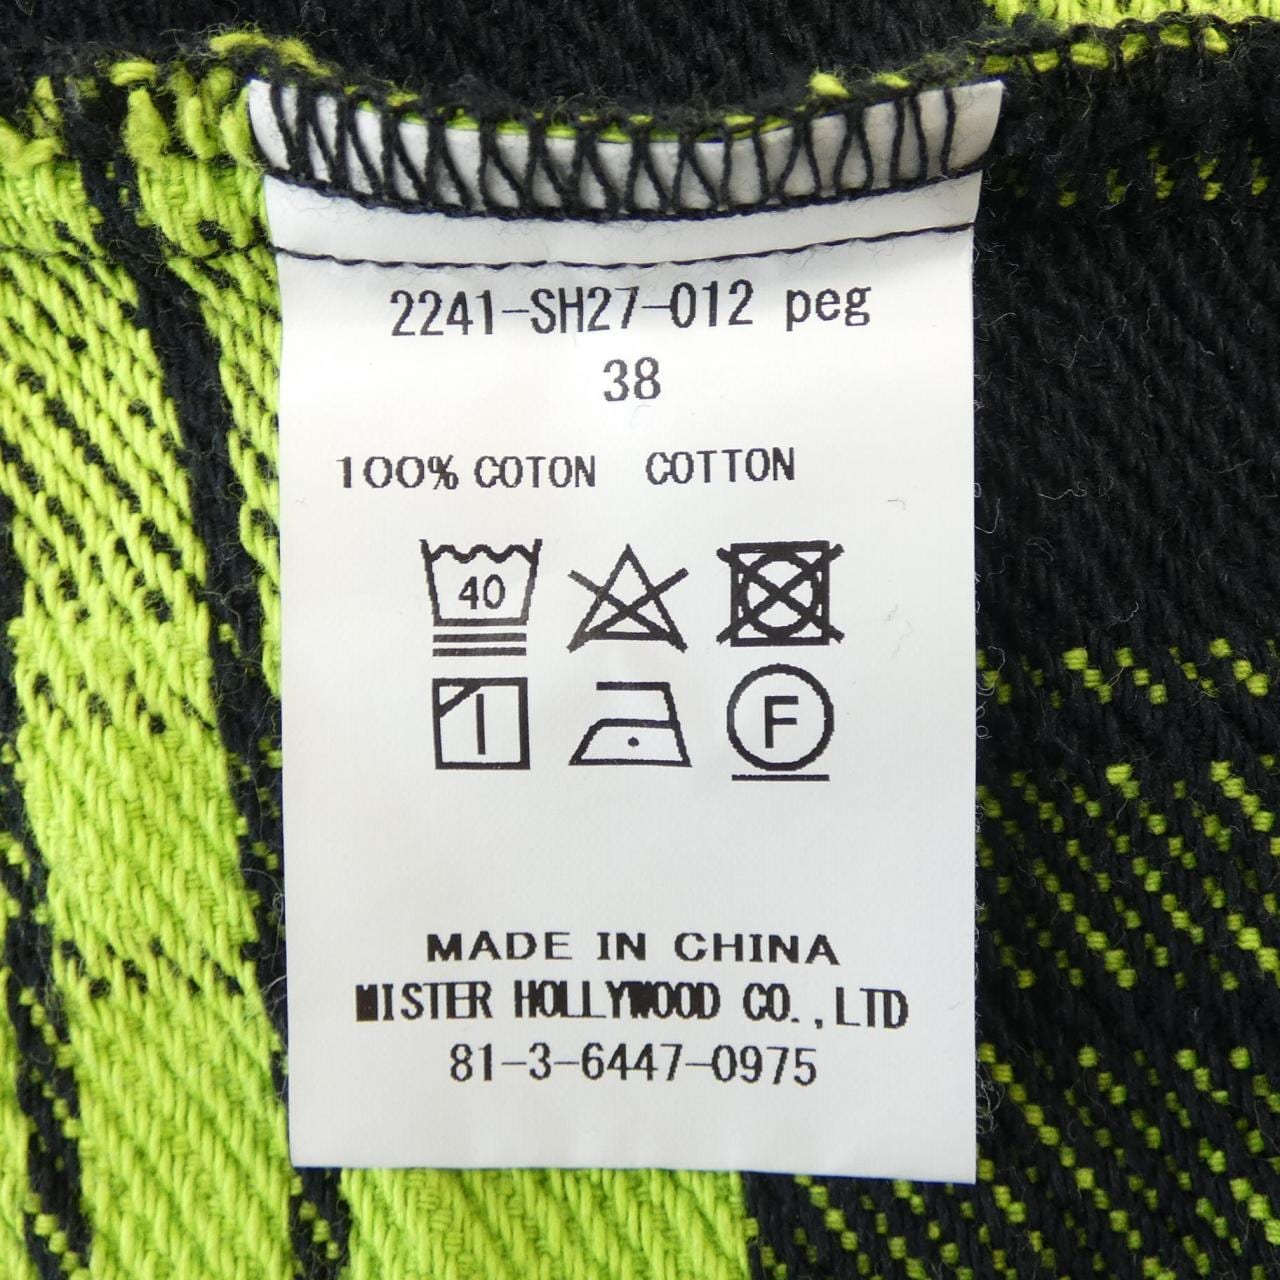 2241-SH27-012 peg
38
100% COTON COTTON
40
F
MADE IN CHINA
MISTER HOLLYWOOD CO.,LTD
81-3-6447-0975